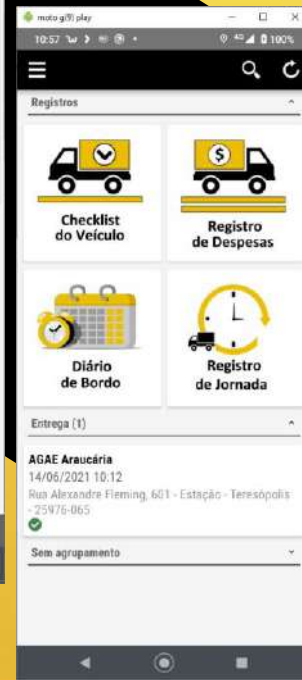 moto g(9) play
10:57
4G
100%
Registros
Checklist
do Veículo
$
Registro
de Despesas
Diário
de Bordo
Registro
de Jornada
Entrega (1)
AGAE Araucária
14/06/2021 10:12
Rua Alexandre Fleming, 601 - Estação - Teresópolis
- 25976-065
Sem agrupamento